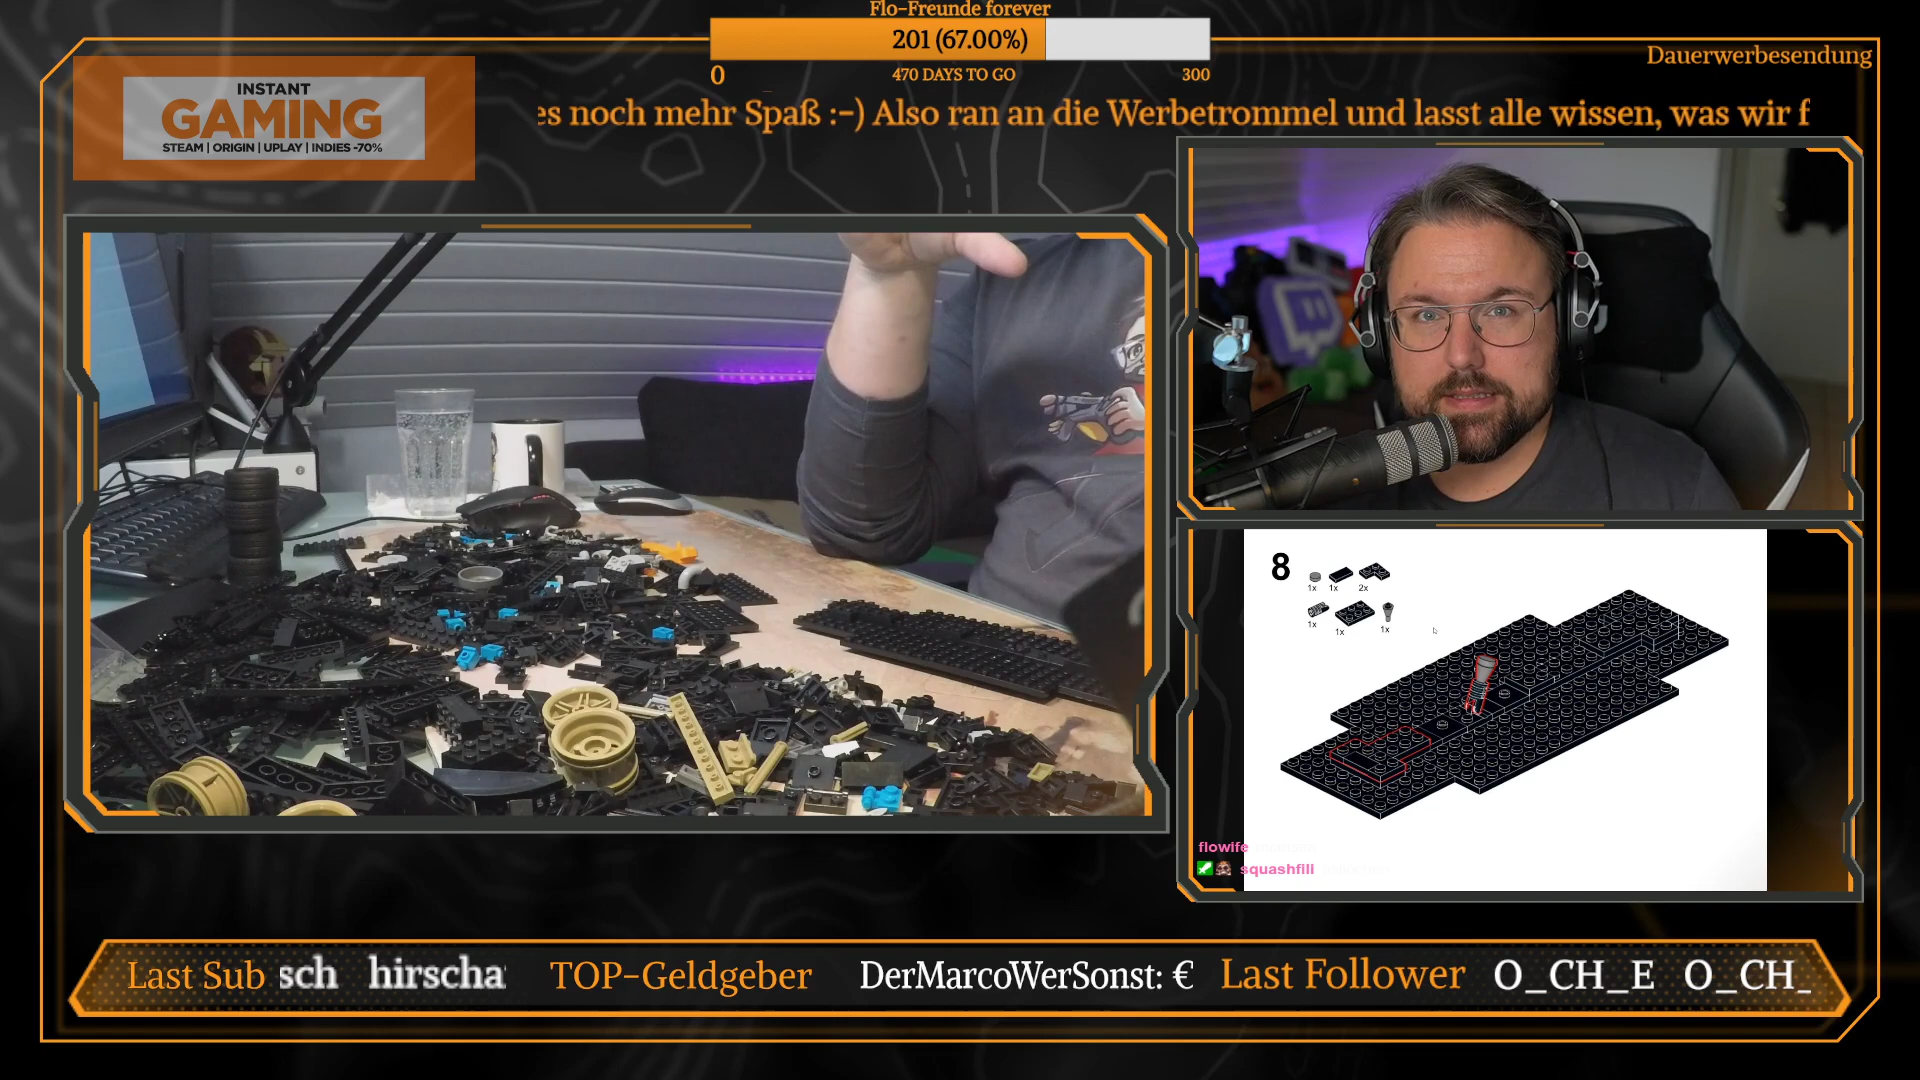 Flo-Freunde forever
201 (67.00%)
0
470 DAYS TO GO
300
Dauerwerbesendung
INSTANT
GAMING
STEAM | ORIGIN | UPLAY | INDIES -70%
es noch mehr Spaß :-) Also ran an die Werbetrommel und lasst alle wissen, was wir f
8
1x
1x
2x
1x
1x
1x
flowife
squashfill
Last Sub
sch hirscha
TOP-Geldgeber
DerMarcoWerSonst: €
Last Follower
O_CH_E O_CH_